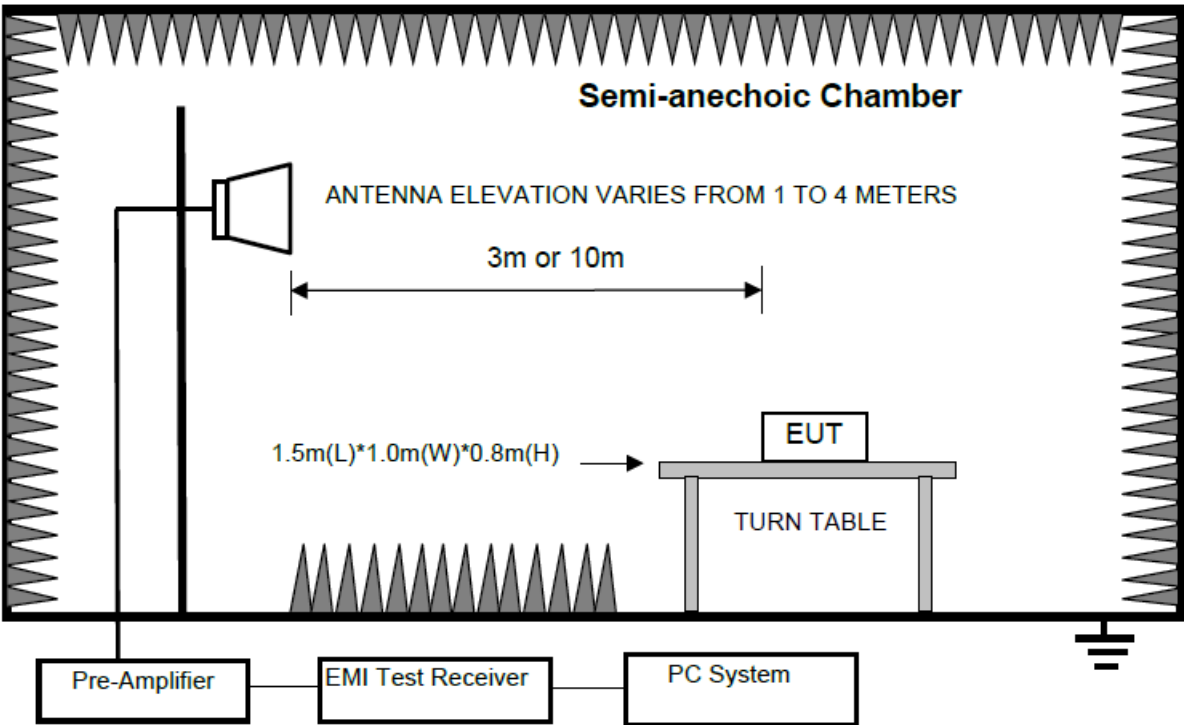 Semi-anechoic Chamber
ANTENNA ELEVATION VARIES FROM 1 TO 4 METERS
3m or 10m
EUT
1.5m(L)*1.0m(W)*0.8m(H)
TURN TABLE
Pre-Amplifier
EMI Test Receiver
PC System